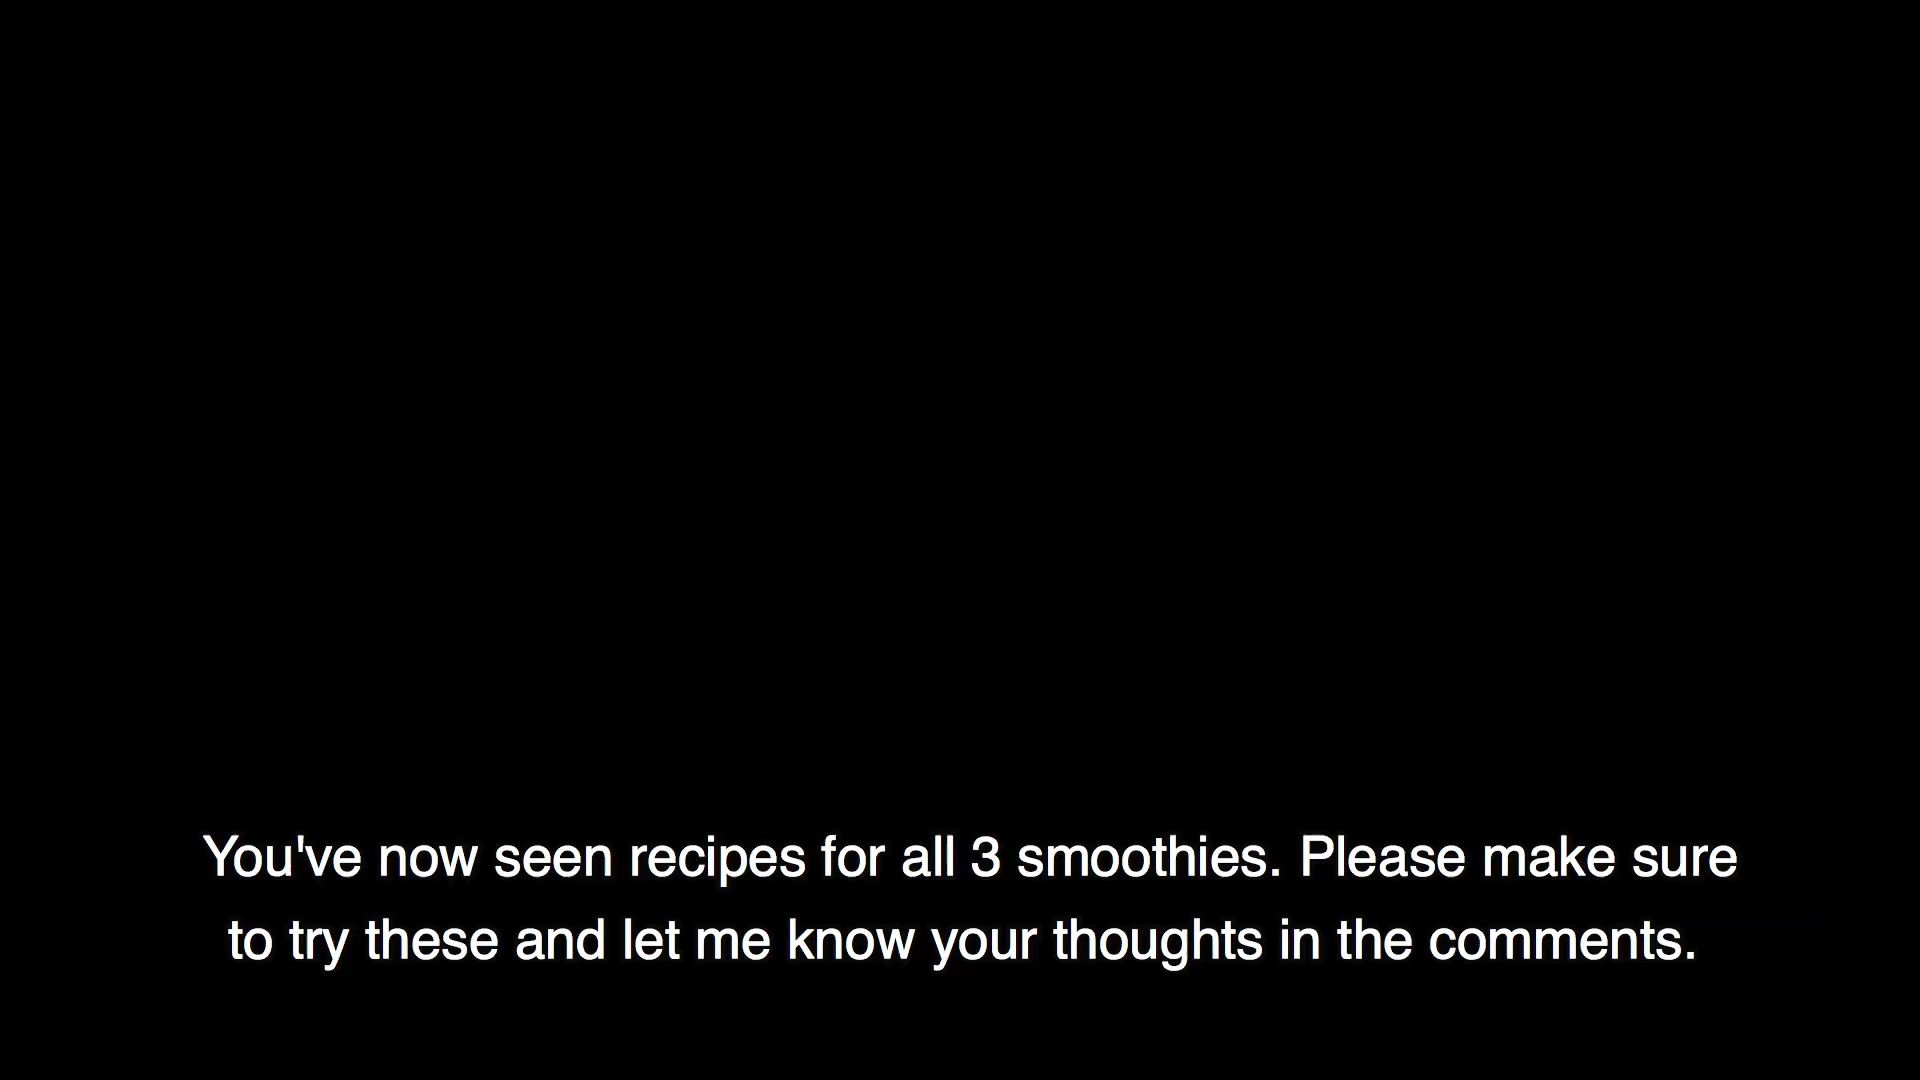 You've now seen recipes for all 3 smoothies. Please make sure
to try these and let me know your thoughts in the comments.